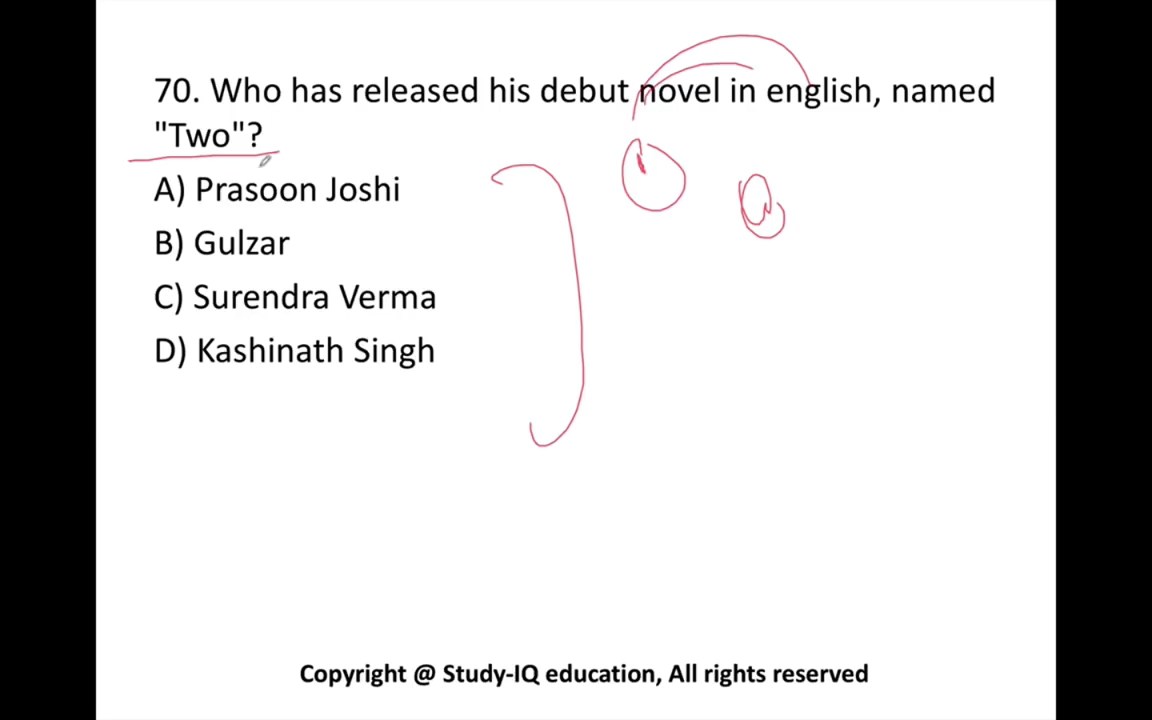 70. Who has released his debut novel in english, named
"Two"?
A) Prasoon Joshi
B) Gulzar
C) Surendra Verma
D) Kashinath Singh
Copyright @ Study-IQ education, All rights reserved